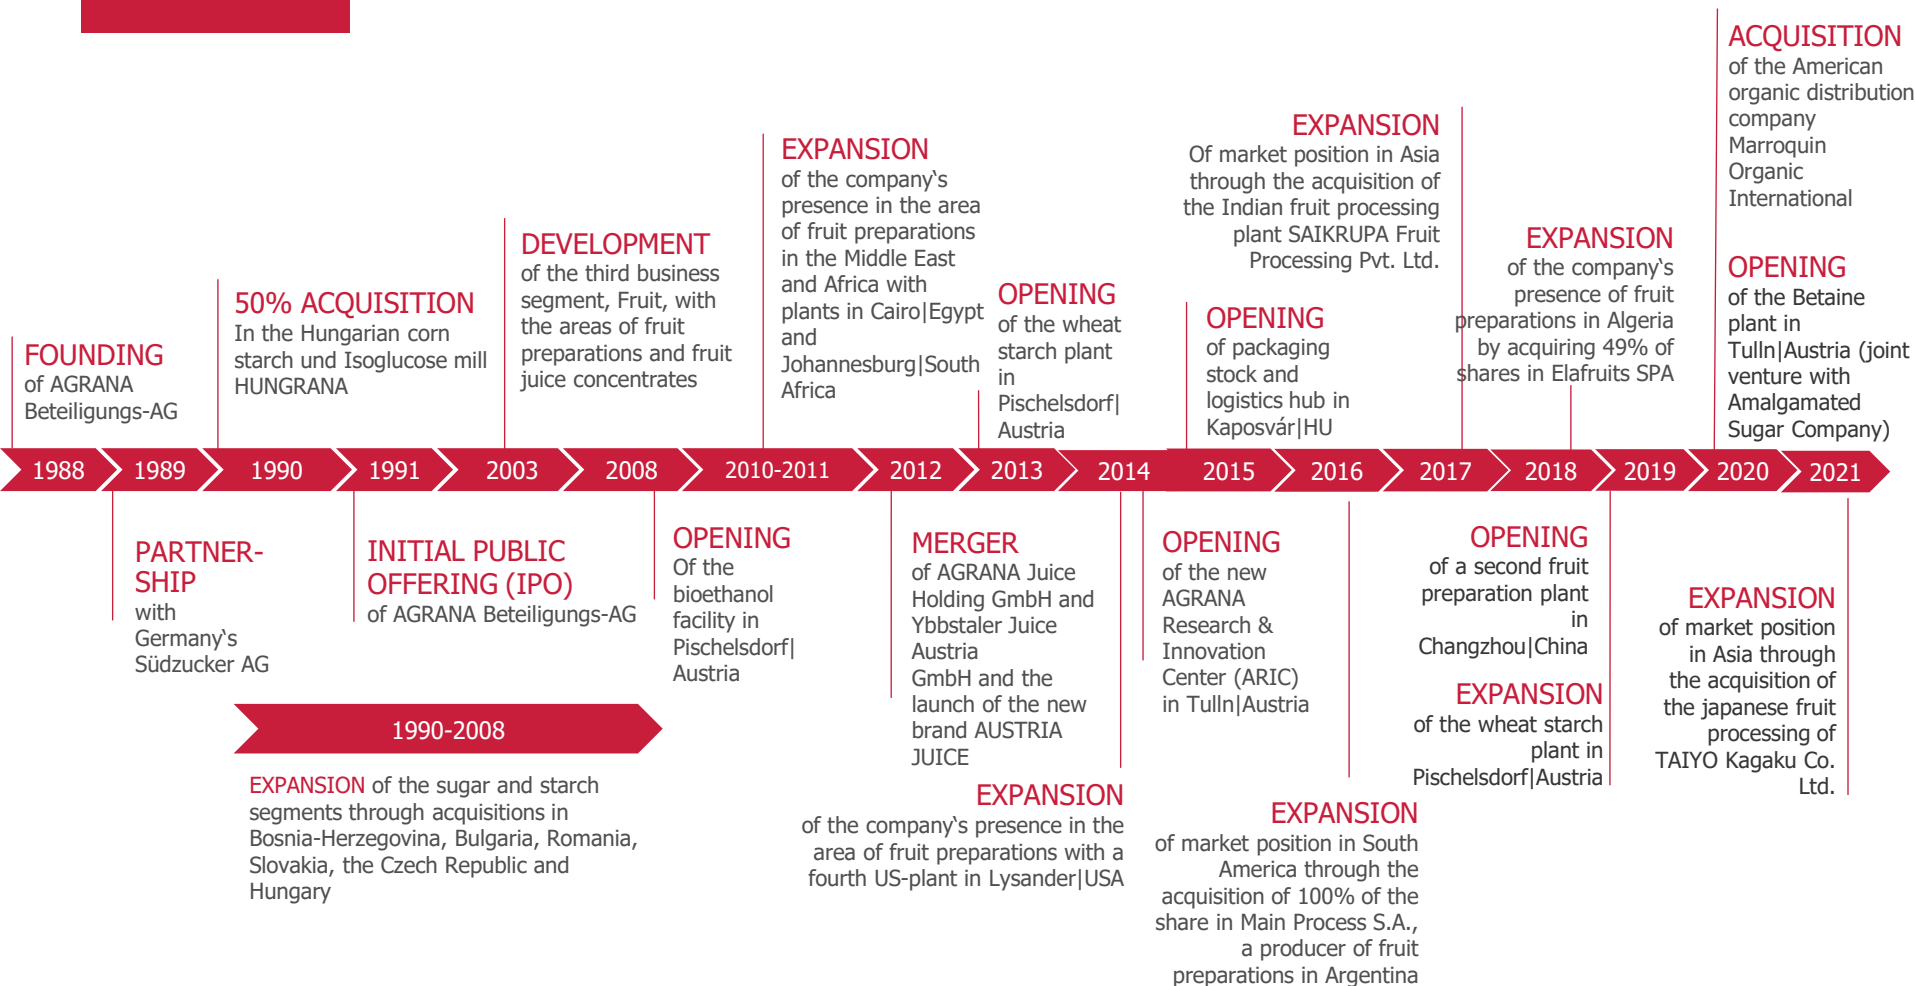 FOUNDING
of AGRANA
Beteiligungs-AG
50% ACQUISITION
In the Hungarian corn
starch und Isoglucose mill
HUNGRANA
DEVELOPMENT
of the third business
segment, Fruit, with
the areas of fruit
preparations and fruit
juice concentrates
EXPANSION
of the company‘s
presence in the area
of fruit preparations
in the Middle East
and Africa with
plants in Cairo|Egypt
and
Johannesburg|South
Africa
OPENING
of the wheat
starch plant
in
Pischelsdorf|
Austria
EXPANSION
Of market position in Asia
through the acquisition of
the Indian fruit processing
plant SAIKRUPA Fruit
Processing Pvt. Ltd.
OPENING
of packaging
stock and
logistics hub in
Kaposvár|HU
EXPANSION
of the company‘s
presence of fruit
preparations in Algeria
by acquiring 49% of
shares in Elafruits SPA
ACQUISITION
of the American
organic distribution
company
Marroquin
Organic
International
OPENING
of the Betaine
plant in
Tulln|Austria (joint
venture with
Amalgamated
Sugar Company)
1988 1989 1990 1991 2003 2008 2010-2011 2012 2013 2014 2015 2016 2017 2018 2019 2020 2021
PARTNER-
SHIP
with
Germany‘s
Südzucker AG
INITIAL PUBLIC
OFFERING (IPO)
of AGRANA Beteiligungs-AG
OPENING
Of the
bioethanol
facility in
Pischelsdorf|
Austria
MERGER
of AGRANA Juice
Holding GmbH and
Ybbstaler Juice
Austria
GmbH and the
launch of the new
brand AUSTRIA
JUICE
OPENING
of the new
AGRANA
Research &
Innovation
Center (ARIC)
in Tulln|Austria
OPENING
of a second fruit
preparation plant
in
Changzhou|China
EXPANSION
of the wheat starch
plant in
Pischelsdorf|Austria
EXPANSION
of market position
in Asia through
the acquisition of
the japanese fruit
processing of
TAIYO Kagaku Co.
Ltd.
1990-2008
EXPANSION of the sugar and starch
segments through acquisitions in
Bosnia-Herzegovina, Bulgaria, Romania,
Slovakia, the Czech Republic and
Hungary
EXPANSION
of the company‘s presence in the
area of fruit preparations with a
fourth US-plant in Lysander|USA
EXPANSION
of market position in South
America through the
acquisition of 100% of the
share in Main Process S.A.,
a producer of fruit
preparations in Argentina